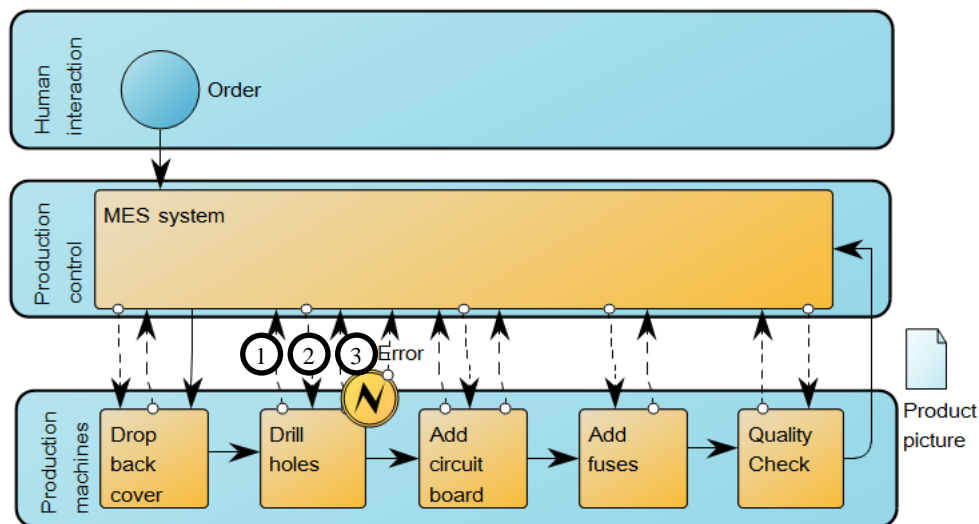 Human
interaction
Order
Production
control
MES system
1
2
3
Error
Production
machines
Drop
back
cover
Drill
holes
Add
circuit
board
Add
fuses
Quality
Check
Product
picture